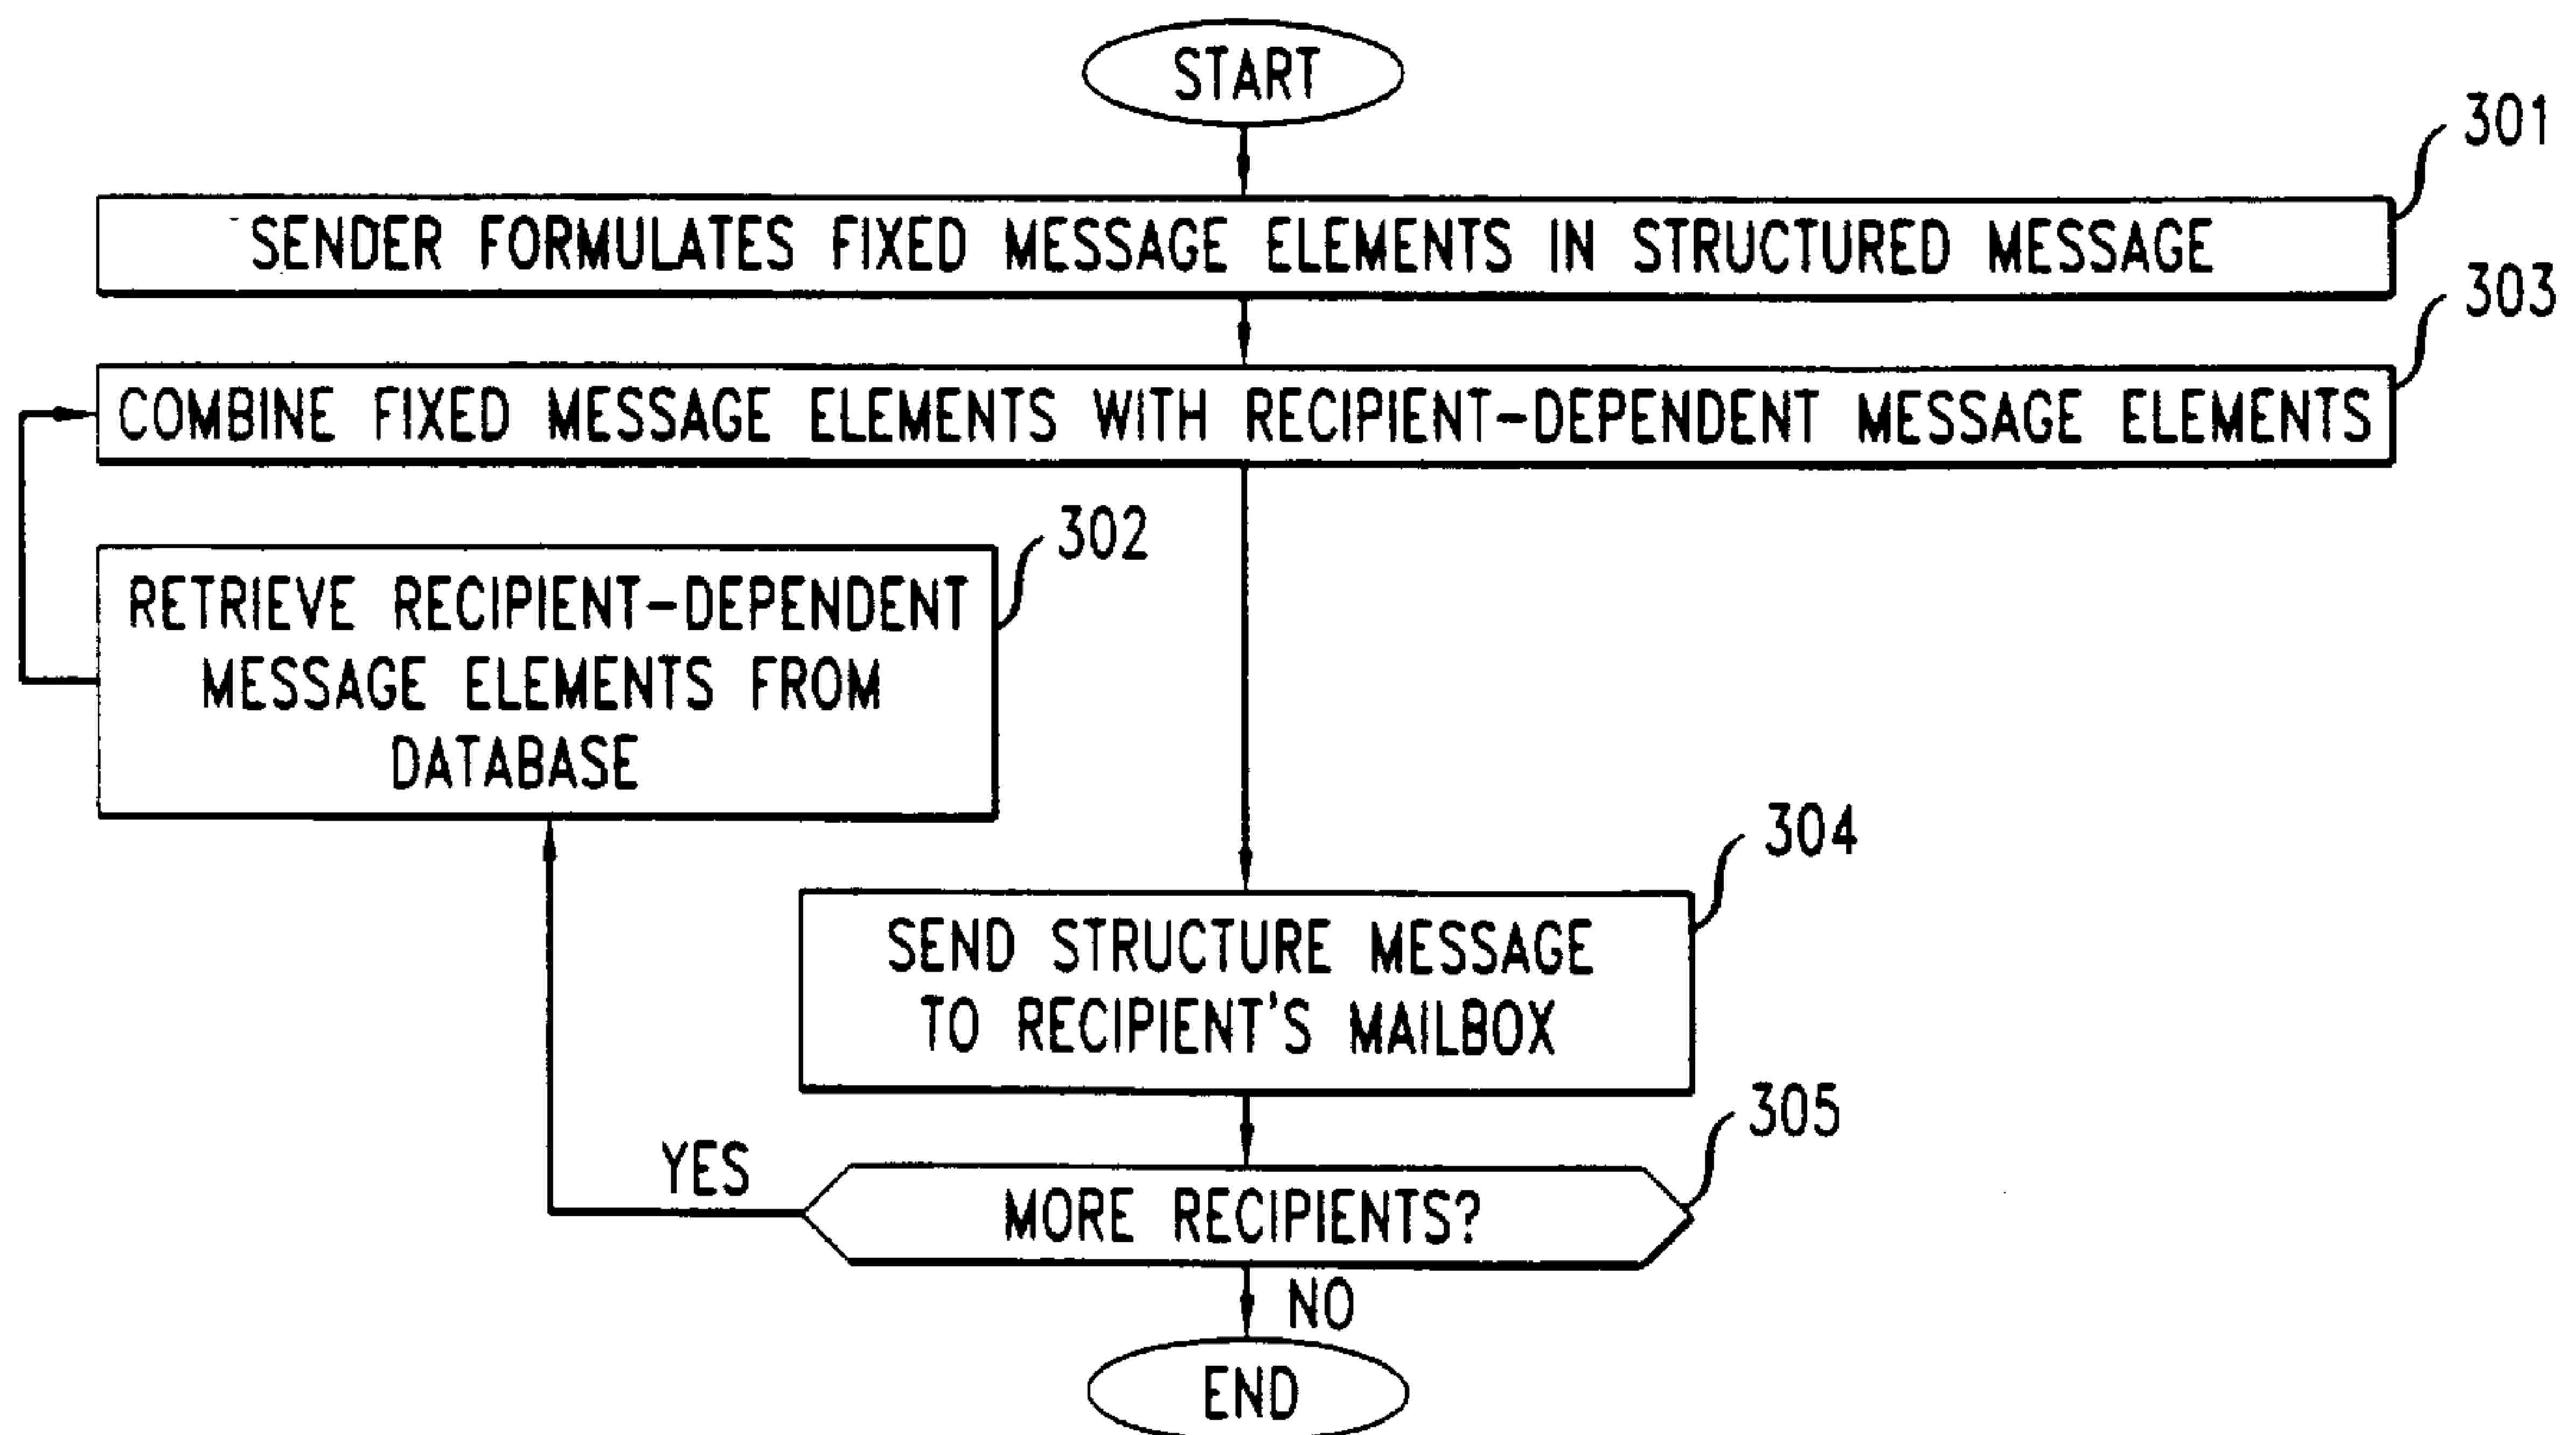 START
301
SENDER FORMULATES FIXED MESSAGE ELEMENTS IN STRUCTURED MESSAGE
303
COMBINE FIXED MESSAGE ELEMENTS WITH RECIPIENT-DEPENDENT MESSAGE ELEMENTS
302
RETRIEVE RECIPIENT-DEPENDENT
MESSAGE ELEMENTS FROM
DATABASE
304
SEND STRUCTURE MESSAGE
TO RECIPIENT'S MAILBOX
305
YES
MORE RECIPIENTS?
NO
END